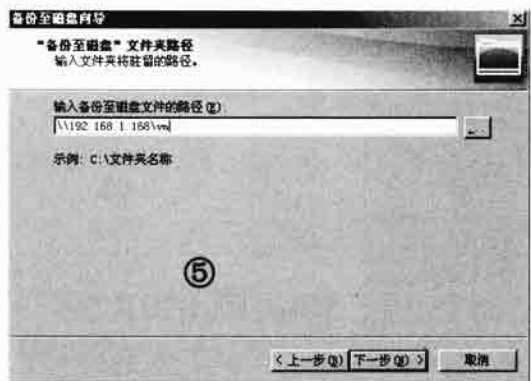 备份至磁盘向导
"备份至磁盘"文件夹路径
输入文件夹将驻留的路径。
输入备份至磁盘文件的路径(E)
\\192 168.1 168\vm
...
示例: C:\文件夹名称
⑤
<上一步(B)
下一步(N) >
取消